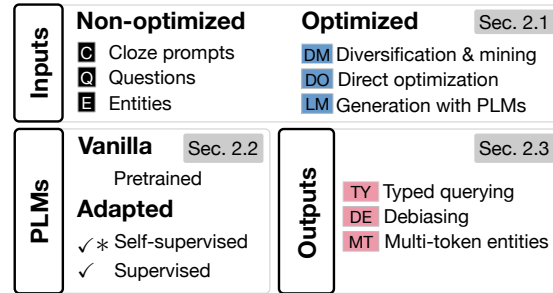 Inputs
Non-optimized
C Cloze prompts
Q Questions
E Entities
Optimized
Sec. 2.1
DM Diversification & mining
DO Direct optimization
LM Generation with PLMs
PLMs
Vanilla
Sec. 2.2
Pretrained
Adapted
✓* Self-supervised
✓ Supervised
Outputs
Sec. 2.3
TY Typed querying
DE Debiasing
MT Multi-token entities